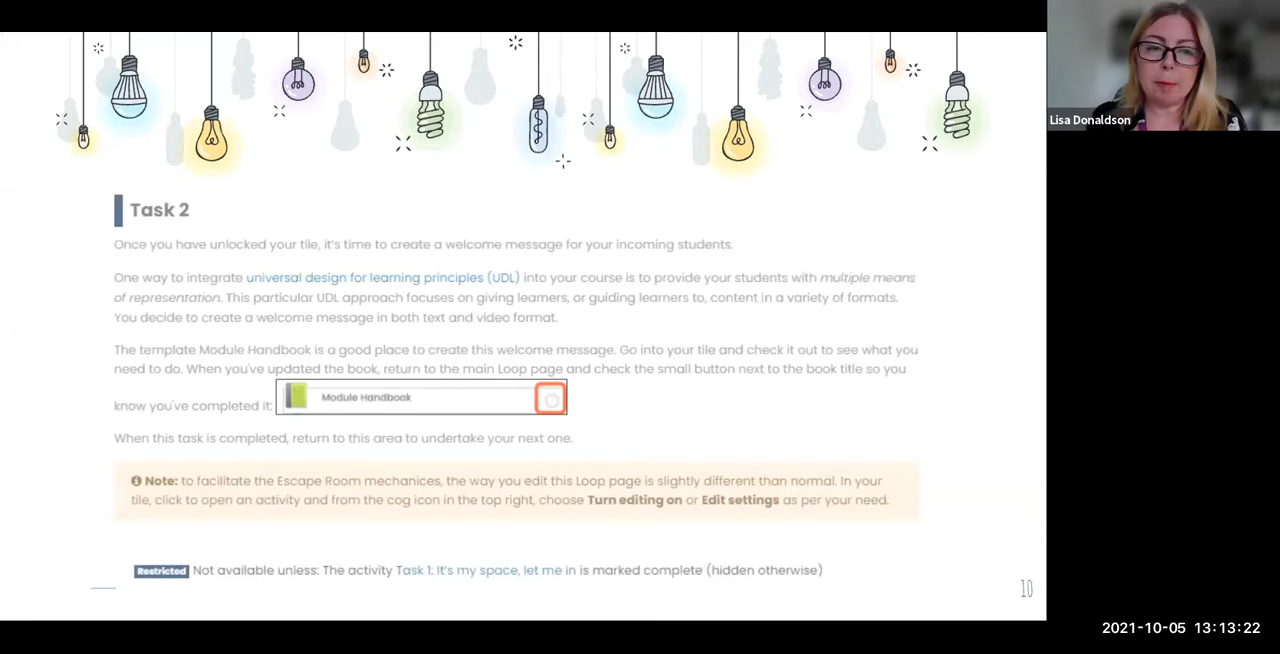 Lisa Donaldson
Task 2
Once you have unlocked your tile, it's time to create a welcome message for your incoming students.
One way to integrate universal design for learning principles (UDL) into your course is to provide your students with multiple means
of representation. This particular UDL approach focuses on giving learners, or guiding learners to, content in a variety of formats.
You decide to create a welcome message in both text and video format.
The template Module Handbook is a good place to create this welcome message. Go into your tile and check it out to see what you
need to do. When you've updated the book, return to the main Loop page and check the small button next to the book title so you
know you've completed it: Module Handbook
When this task is completed, return to this area to undertake your next one.
Note: to facilitate the Escape Room mechanics, the way you edit this Loop page is slightly different than normal. In your
tile, click to open an activity and from the cog icon in the top right, choose Turn editing on or Edit settings as per your need.
Restricted Not available unless: The activity Task 1: It's my space, let me in is marked complete (hidden otherwise)
10
2021-10-05 13:13:22